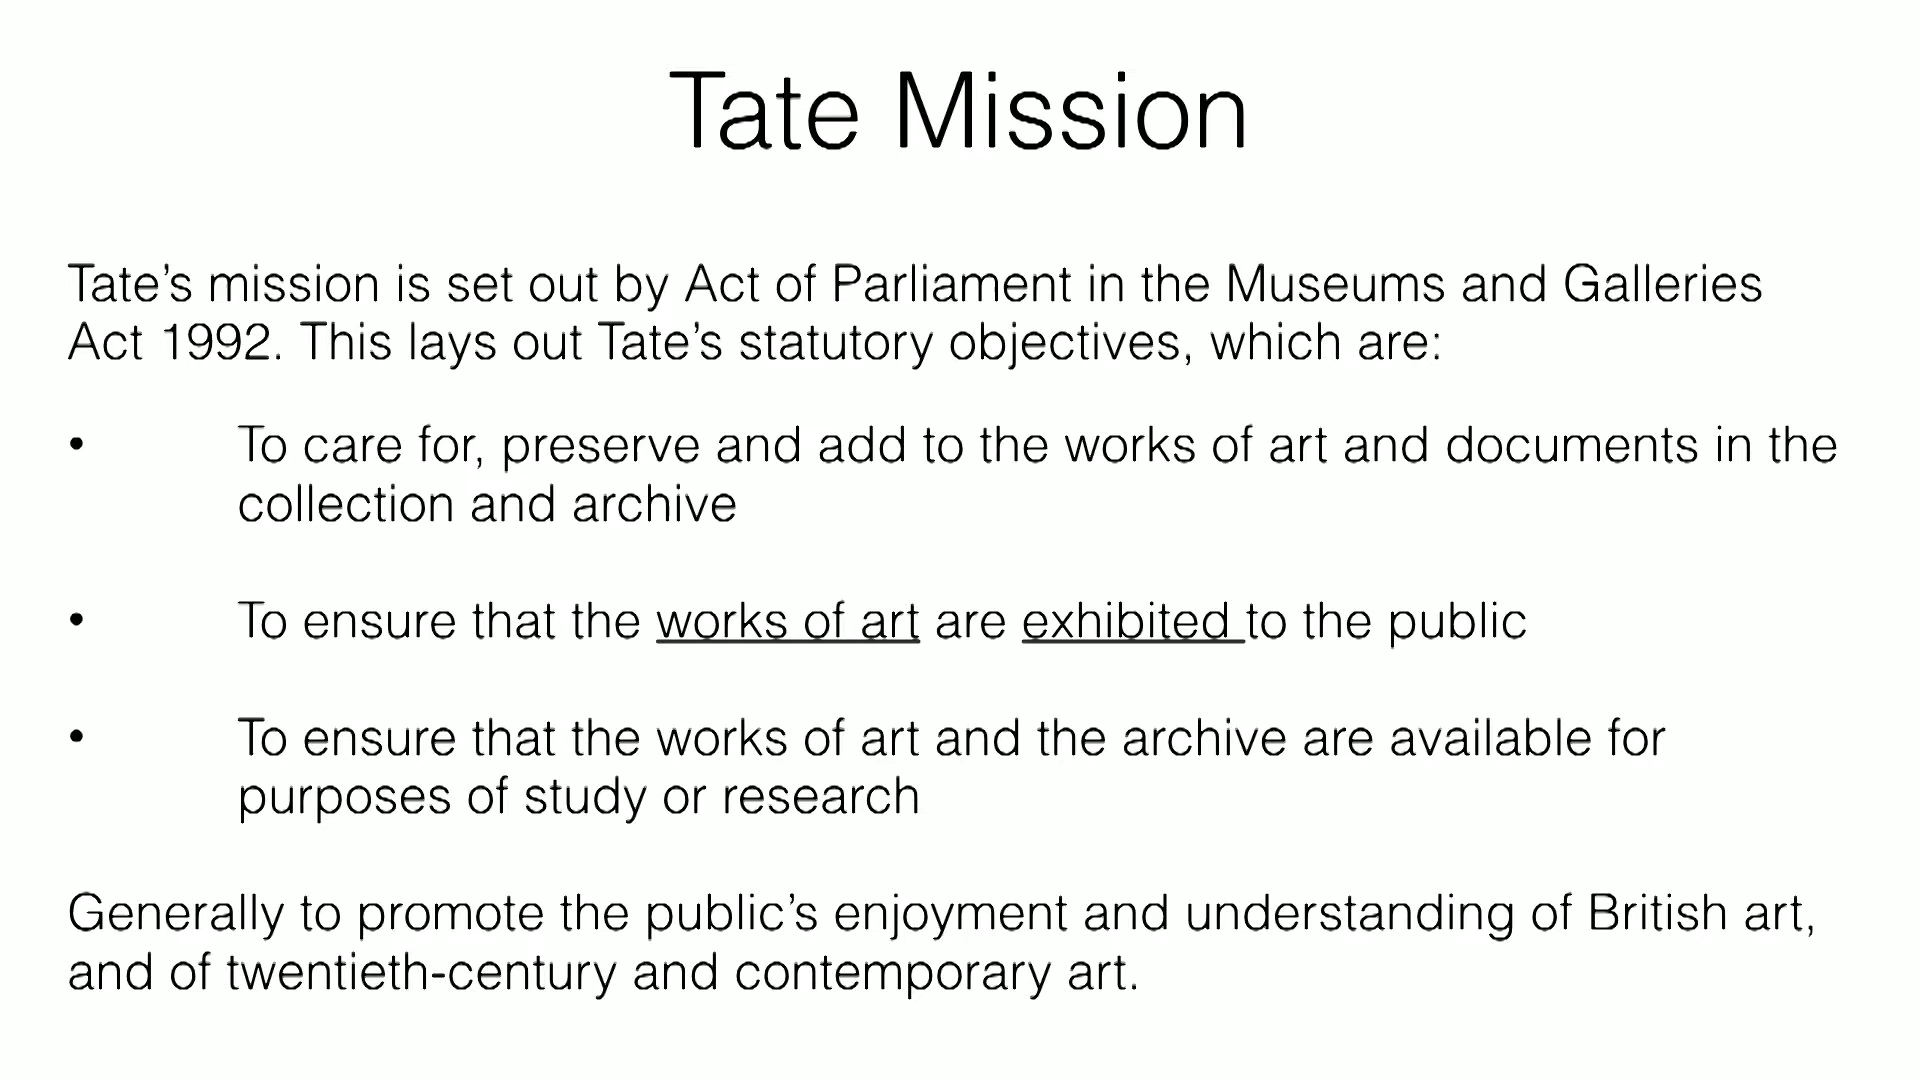 Tate Mission
Tate’s mission is set out by Act of Parliament in the Museums and Galleries
Act 1992. This lays out Tate’s statutory objectives, which are:
• To care for, preserve and add to the works of art and documents in the
collection and archive
• To ensure that the works of art are exhibited to the public
• To ensure that the works of art and the archive are available for
purposes of study or research
Generally to promote the public’s enjoyment and understanding of British art,
and of twentieth-century and contemporary art.